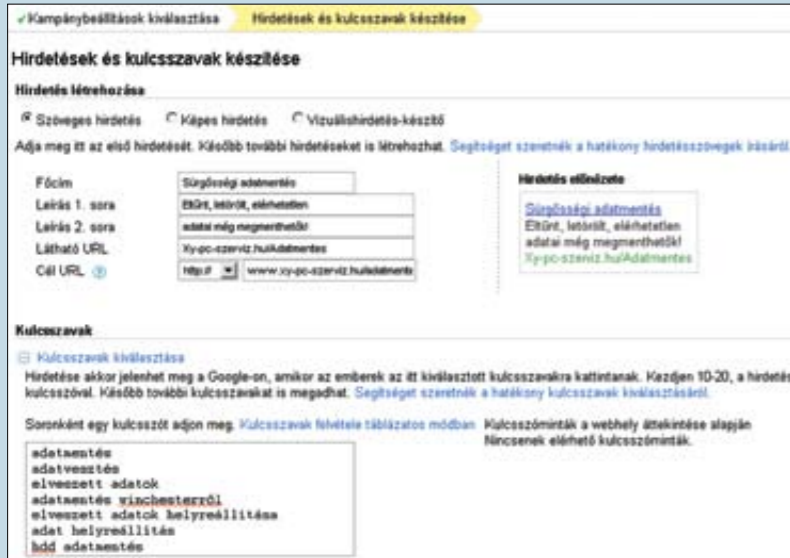 ✓Kampánybeállítások kiválasztása Hirdetések és kulcsszavak készítése
Hirdetések és kulcsszavak készítése
Hirdetés létrehozása
Szöveges hirdetés Képes hirdetés Vizuálishirdetés-készítő
Adja meg itt az első hirdetését. Később további hirdetéseket is létrehozhat. Segítséget szeretnék a hatékony hirdetésszövegek írásáról.
Főcím Sürgősségi adatmentés
Leírás 1. sora Eltűnt, letörölt, elérhetetlen
Leírás 2. sora adatai még megmenthetők!
Látható URL Xy-pc-szerviz.hu/Adatmentes
Cél URL http:// www.xy-pc-szerviz.hu/adatmente
Hirdetés előnézete
Sürgősségi adatmentés
Eltűnt, letörölt, elérhetetlen
adatai még megmenthetők!
Xy-pc-szerviz.hu/Adatmentes
Kulcsszavak
Kulcsszavak kiválasztása
Hirdetése akkor jelenhet meg a Google-on, amikor az emberek az itt kiválasztott kulcsszavakra kattintanak. Kezdjen 10-20, a hirdetés
kulcsszóval. Később további kulcsszavakat is megadhat. Segítséget szeretnék a hatékony kulcsszavak kiválasztásáról.
Soronként egy kulcsszót adjon meg. Kulcsszavak felvétele táblázatos módban
Kulcsszóminták a webhely áttekintése alapján
Nincsenek elérhető kulcsszóminták.
adatmentés
adatvesztés
elveszett adatok
adatmentés winchesterről
elveszett adatok helyreállítása
adat helyreállítás
hdd adatmentés